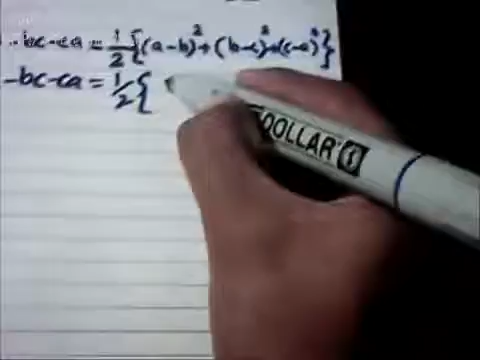 - bc - ca = 1/2 {(a-b)² + (b-c)² + (c-a)²}
- bc - ca = 1/2 {
DOLLAR